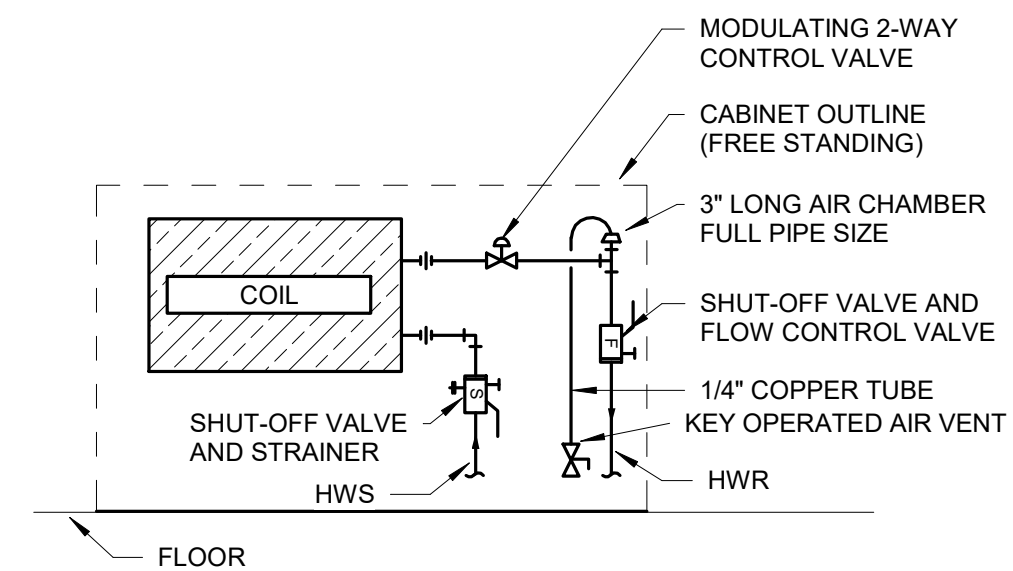 MODULATING 2-WAY
CONTROL VALVE
CABINET OUTLINE
(FREE STANDING)
3" LONG AIR CHAMBER
FULL PIPE SIZE
COIL
SHUT-OFF VALVE AND
FLOW CONTROL VALVE
F
S
1/4" COPPER TUBE
KEY OPERATED AIR VENT
SHUT-OFF VALVE
AND STRAINER
HWS
HWR
FLOOR